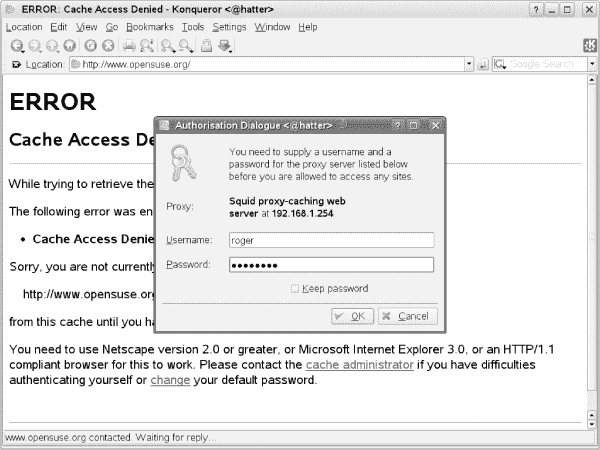 ERROR: Cache Access Denied - Konqueror <@hatter>
Location Edit View Go Bookmarks Tools Settings Window Help
Location: http://www.opensuse.org/
Google Search
ERROR
Cache Access De
While trying to retrieve the
The following error was en
• Cache Access Denie
Sorry, you are not currently
http://www.opensuse.org
from this cache until you ha
Authorisation Dialogue <@hatter>
You need to supply a username and a
password for the proxy server listed below
before you are allowed to access any sites.
Proxy: Squid proxy-caching web
server at 192.168.1.254
Username: roger
Password: ●●●●●●●●
Keep password
OK Cancel
You need to use Netscape version 2.0 or greater, or Microsoft Internet Explorer 3.0, or an HTTP/1.1
compliant browser for this to work. Please contact the cache administrator if you have difficulties
authenticating yourself or change your default password.
www.opensuse.org contacted. Waiting for reply...